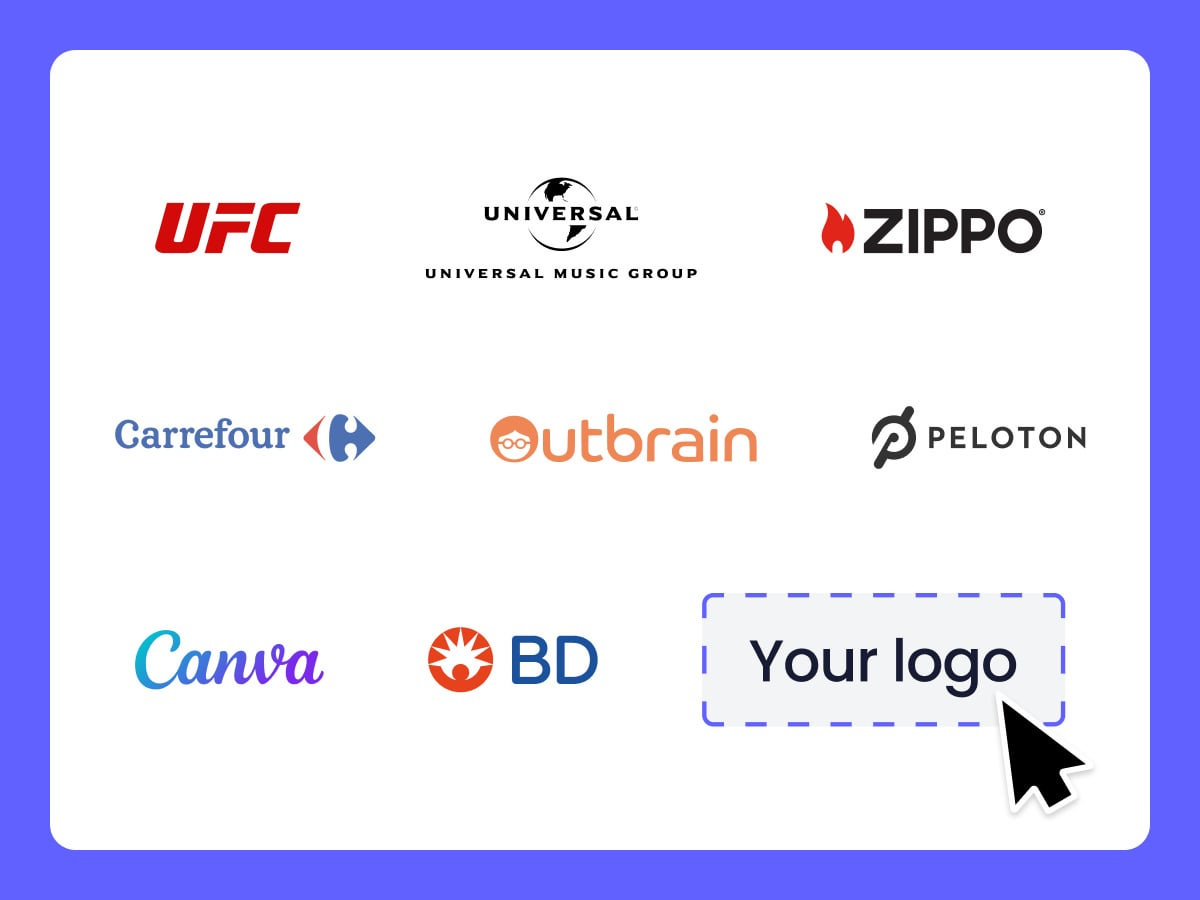 UFC
UNIVERSAL
UNIVERSAL MUSIC GROUP
ZIPPO®
Carrefour
Outbrain
PELOTON
Canva
BD
Your logo